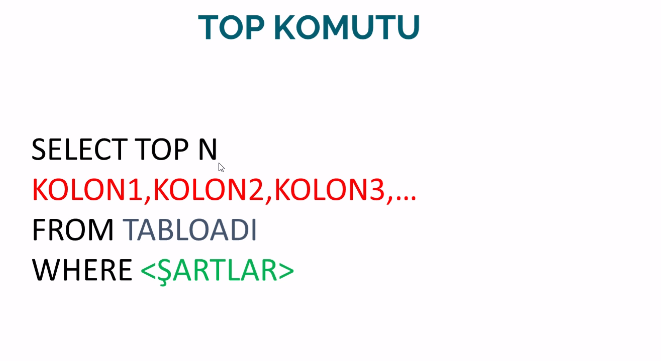 TOP KOMUTU
SELECT TOP N
KOLON1,KOLON2,KOLON3,...
FROM TABLOADI
WHERE <ŞARTLAR>